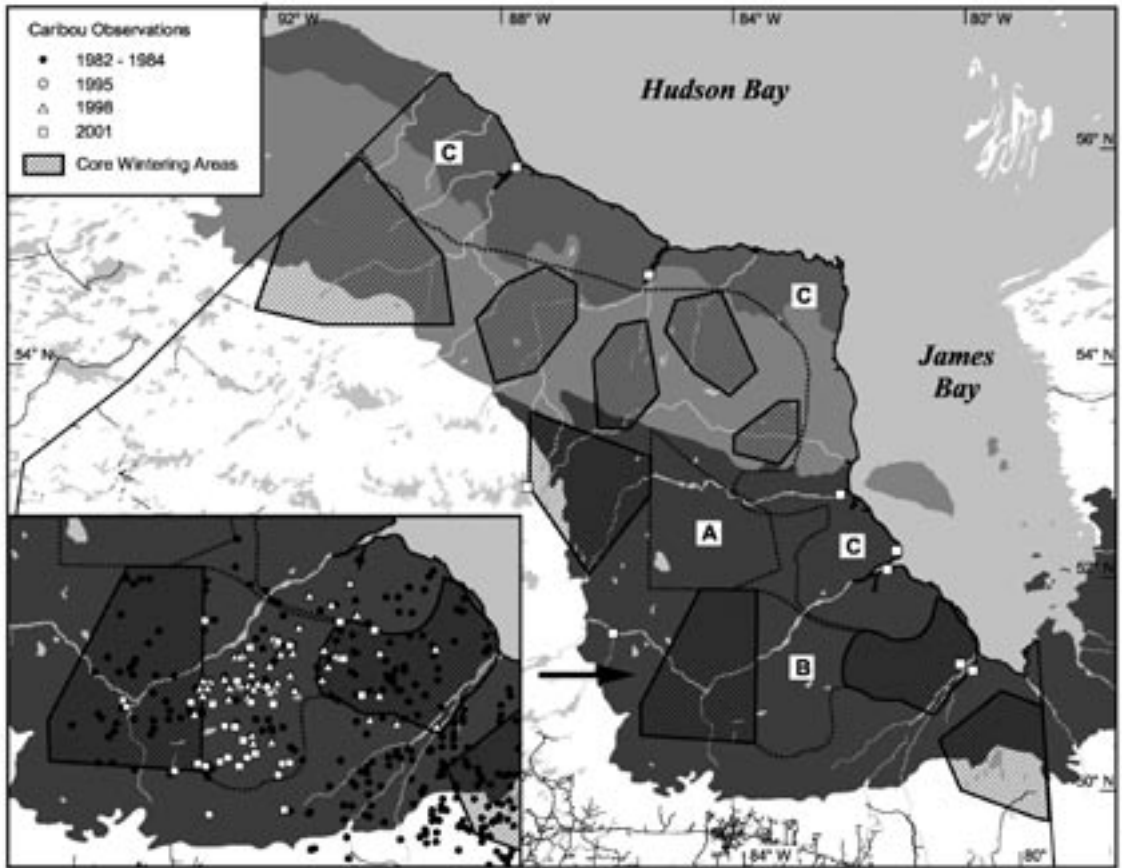 92° W
88° W
84° W
80° W
Caribou Observations
1982 - 1984
1995
1998
2001
Core Wintering Areas
Hudson Bay
56° N
C
C
54° N
James
Bay
54° N
A
C
52° N
B
50° N
84° W
80°